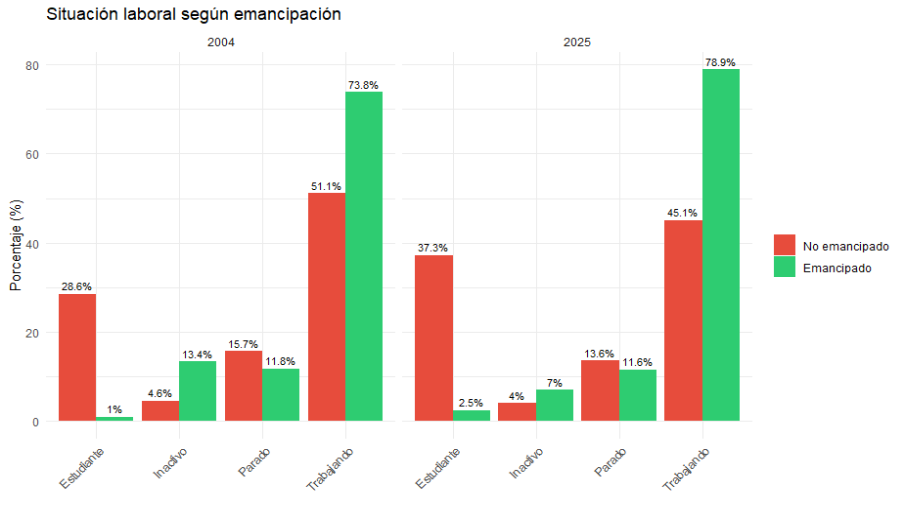 Situación laboral según emancipación
2004
2025
Porcentaje (%)
80
60
40
20
0
28.6%
1%
4.6%
13.4%
15.7%
11.8%
51.1%
73.8%
37.3%
2.5%
4%
7%
13.6%
11.6%
45.1%
78.9%
Estudiante
Inactivo
Parado
Trabajando
Estudiante
Inactivo
Parado
Trabajando
No emancipado
Emancipado